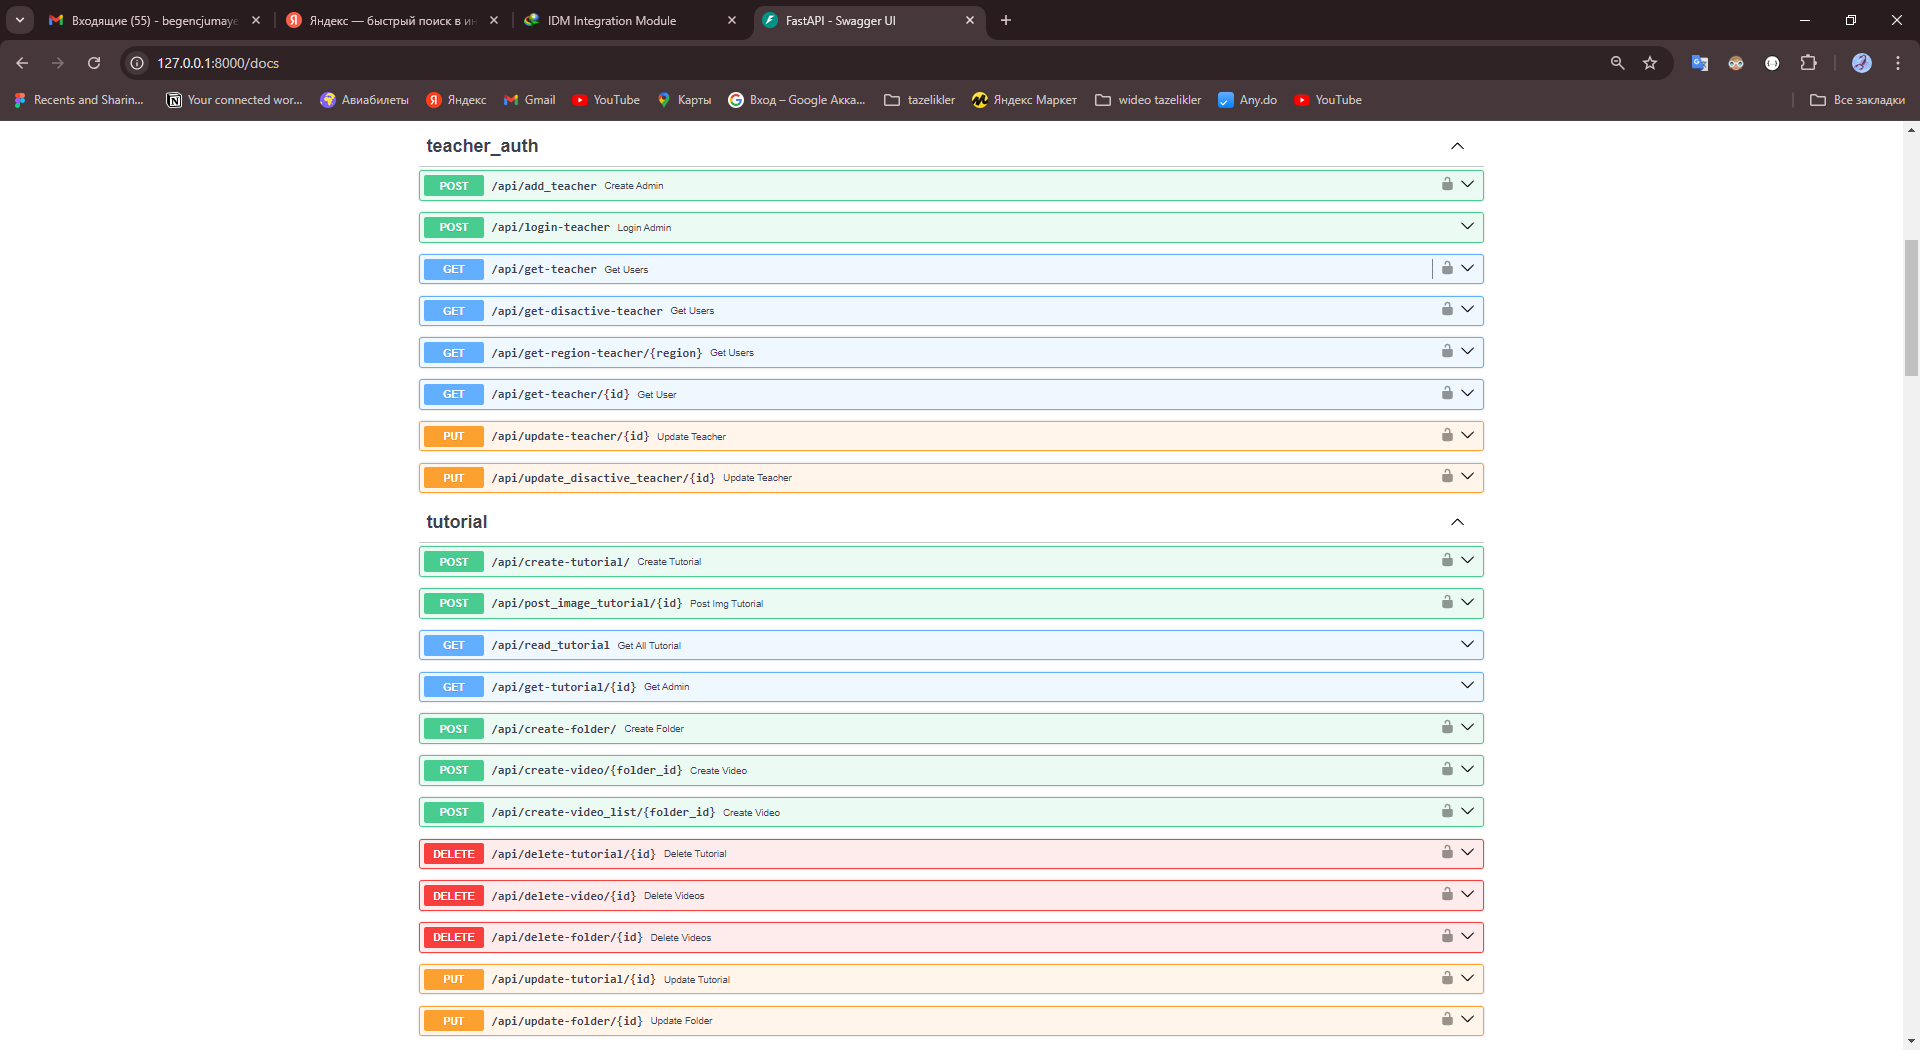 Входящие (55) - begencjumaye
Яндекс — быстрый поиск в ин
IDM Integration Module
FastAPI - Swagger UI
127.0.0.1:8000/docs
Recents and Sharin...
Your connected wor...
Авиабилеты
Яндекс
Gmail
YouTube
Карты
Вход – Google Акка...
tazelikler
Яндекс Маркет
wideo tazelikler
Any.do
YouTube
Все закладки
teacher_auth
POST /api/add_teacher Create Admin
POST /api/login-teacher Login Admin
GET /api/get-teacher Get Users
GET /api/get-disactive-teacher Get Users
GET /api/get-region-teacher/{region} Get Users
GET /api/get-teacher/{id} Get User
PUT /api/update-teacher/{id} Update Teacher
PUT /api/update_disactive_teacher/{id} Update Teacher
tutorial
POST /api/create-tutorial/ Create Tutorial
POST /api/post_image_tutorial/{id} Post Img Tutorial
GET /api/read_tutorial Get All Tutorial
GET /api/get-tutorial/{id} Get Admin
POST /api/create-folder/ Create Folder
POST /api/create-video/{folder_id} Create Video
POST /api/create-video_list/{folder_id} Create Video
DELETE /api/delete-tutorial/{id} Delete Tutorial
DELETE /api/delete-video/{id} Delete Videos
DELETE /api/delete-folder/{id} Delete Videos
PUT /api/update-tutorial/{id} Update Tutorial
PUT /api/update-folder/{id} Update Folder